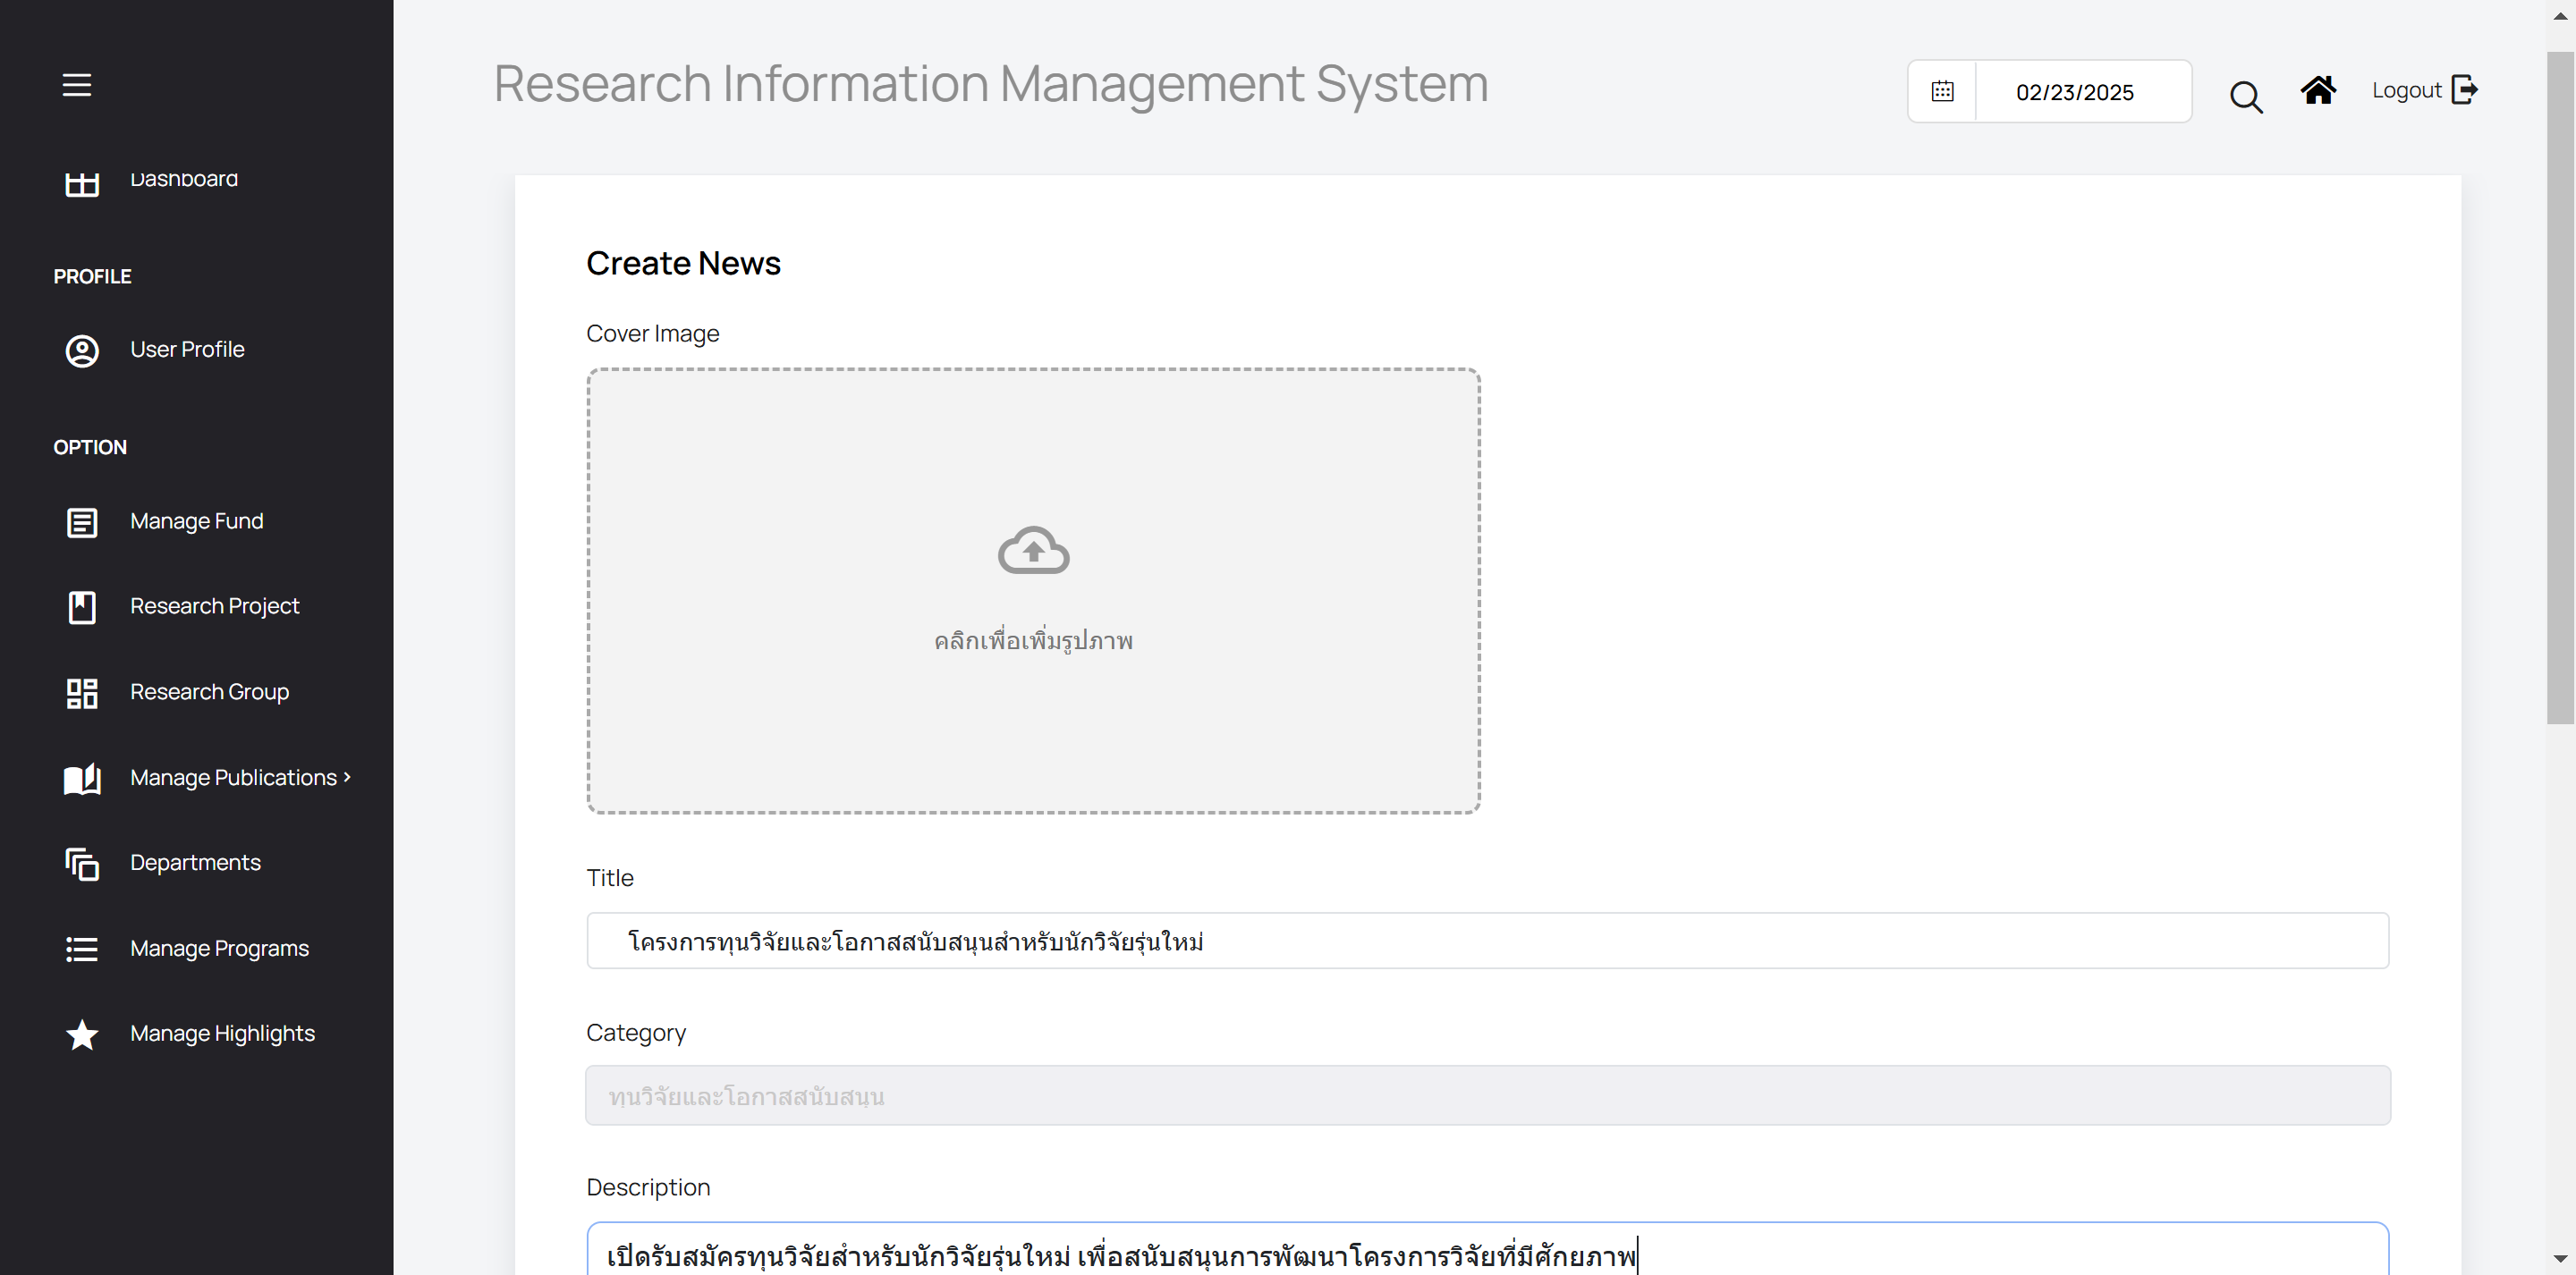 Research Information Management System
02/23/2025
Logout
Dashboard
PROFILE
User Profile
OPTION
Manage Fund
Research Project
Research Group
Manage Publications
Departments
Manage Programs
Manage Highlights
Create News
Cover Image
คลิกเพื่อเพิ่มรูปภาพ
Title
โครงการทุนวิจัยและโอกาสสนับสนุนสำหรับนักวิจัยรุ่นใหม่
Category
ทุนวิจัยและโอกาสสนับสนุน
Description
เปิดรับสมัครทุนวิจัยสำหรับนักวิจัยรุ่นใหม่ เพื่อสนับสนุนการพัฒนาโครงการวิจัยที่มีศักยภาพ